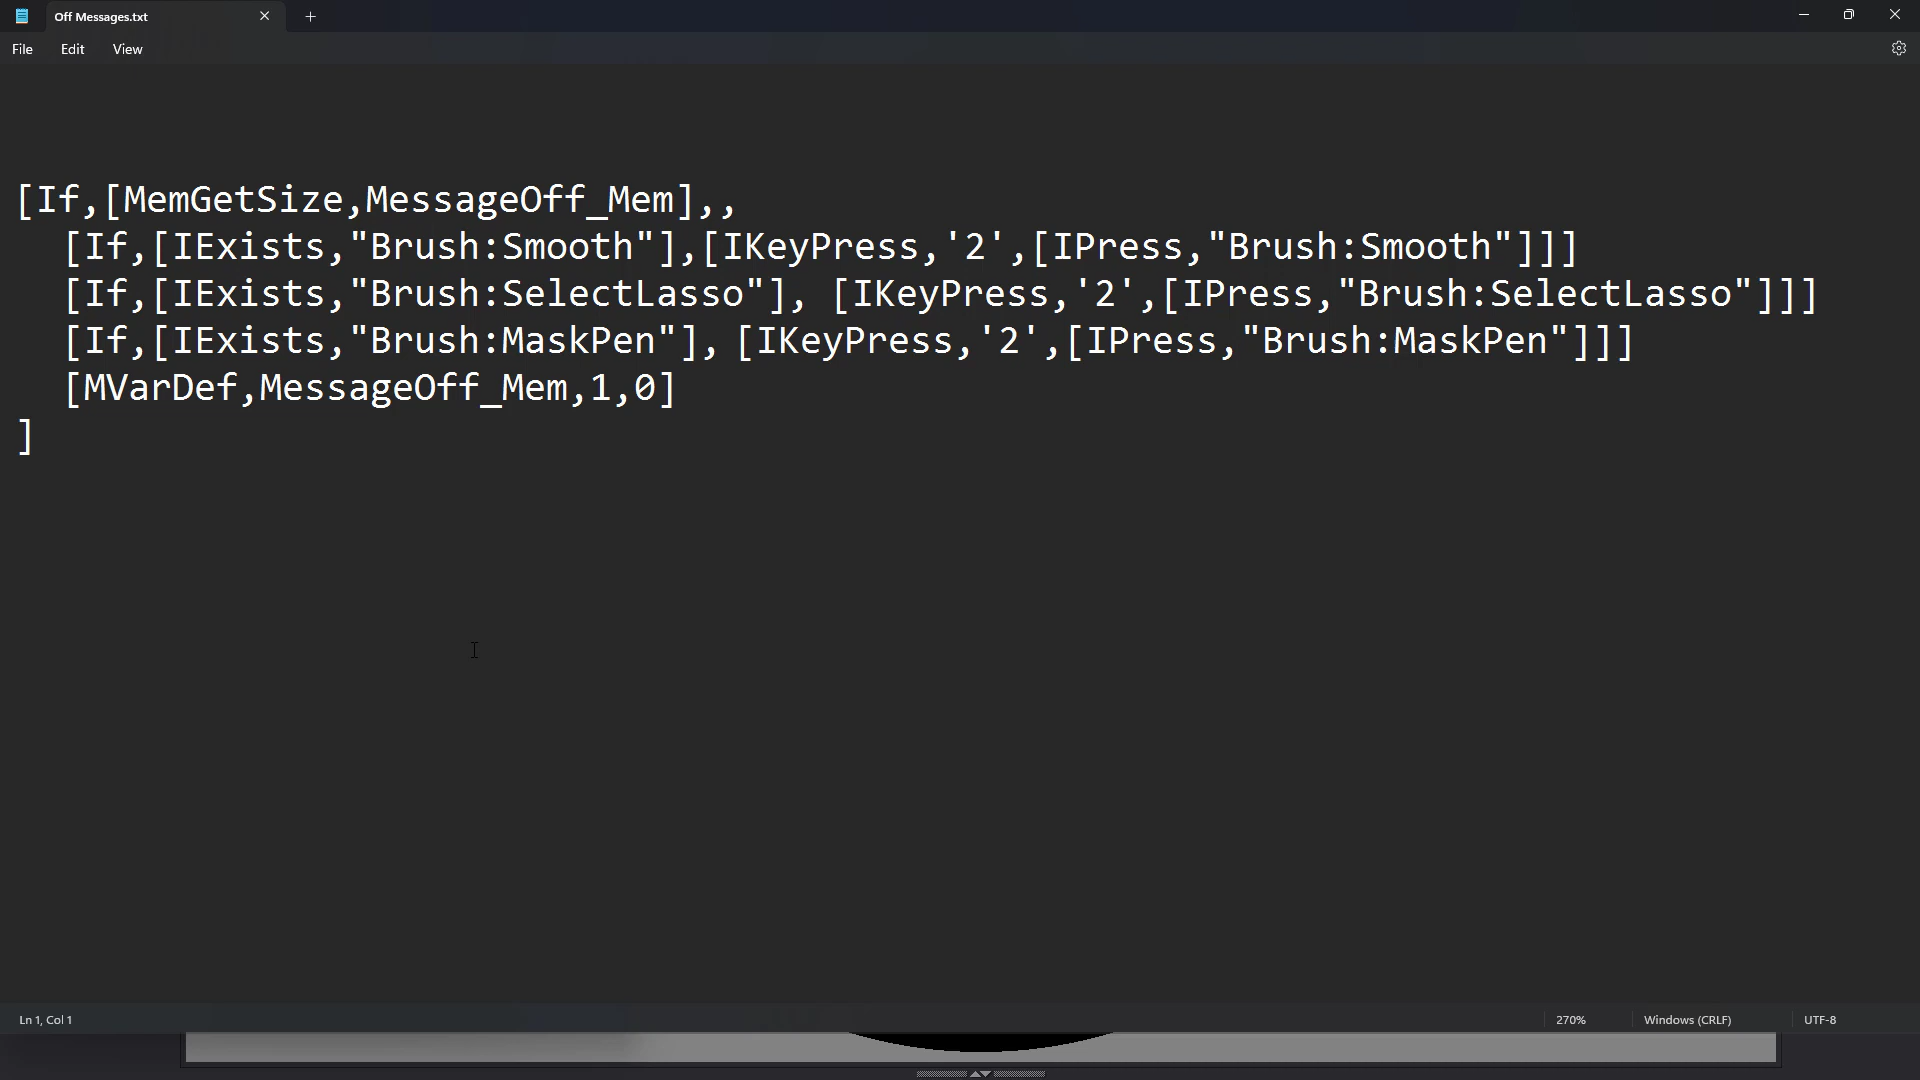 Off Messages.txt
File Edit View
[If,[MemGetSize,MessageOff_Mem],,
[If,[IExists,"Brush:Smooth"],[IKeyPress,'2',[IPress,"Brush:Smooth"]]]
[If,[IExists,"Brush:SelectLasso"], [IKeyPress,'2',[IPress,"Brush:SelectLasso"]]]
[If,[IExists,"Brush:MaskPen"], [IKeyPress,'2',[IPress,"Brush:MaskPen"]]]
[MVarDef,MessageOff_Mem,1,0]
]
Ln 1, Col 1 270% Windows (CRLF) UTF-8